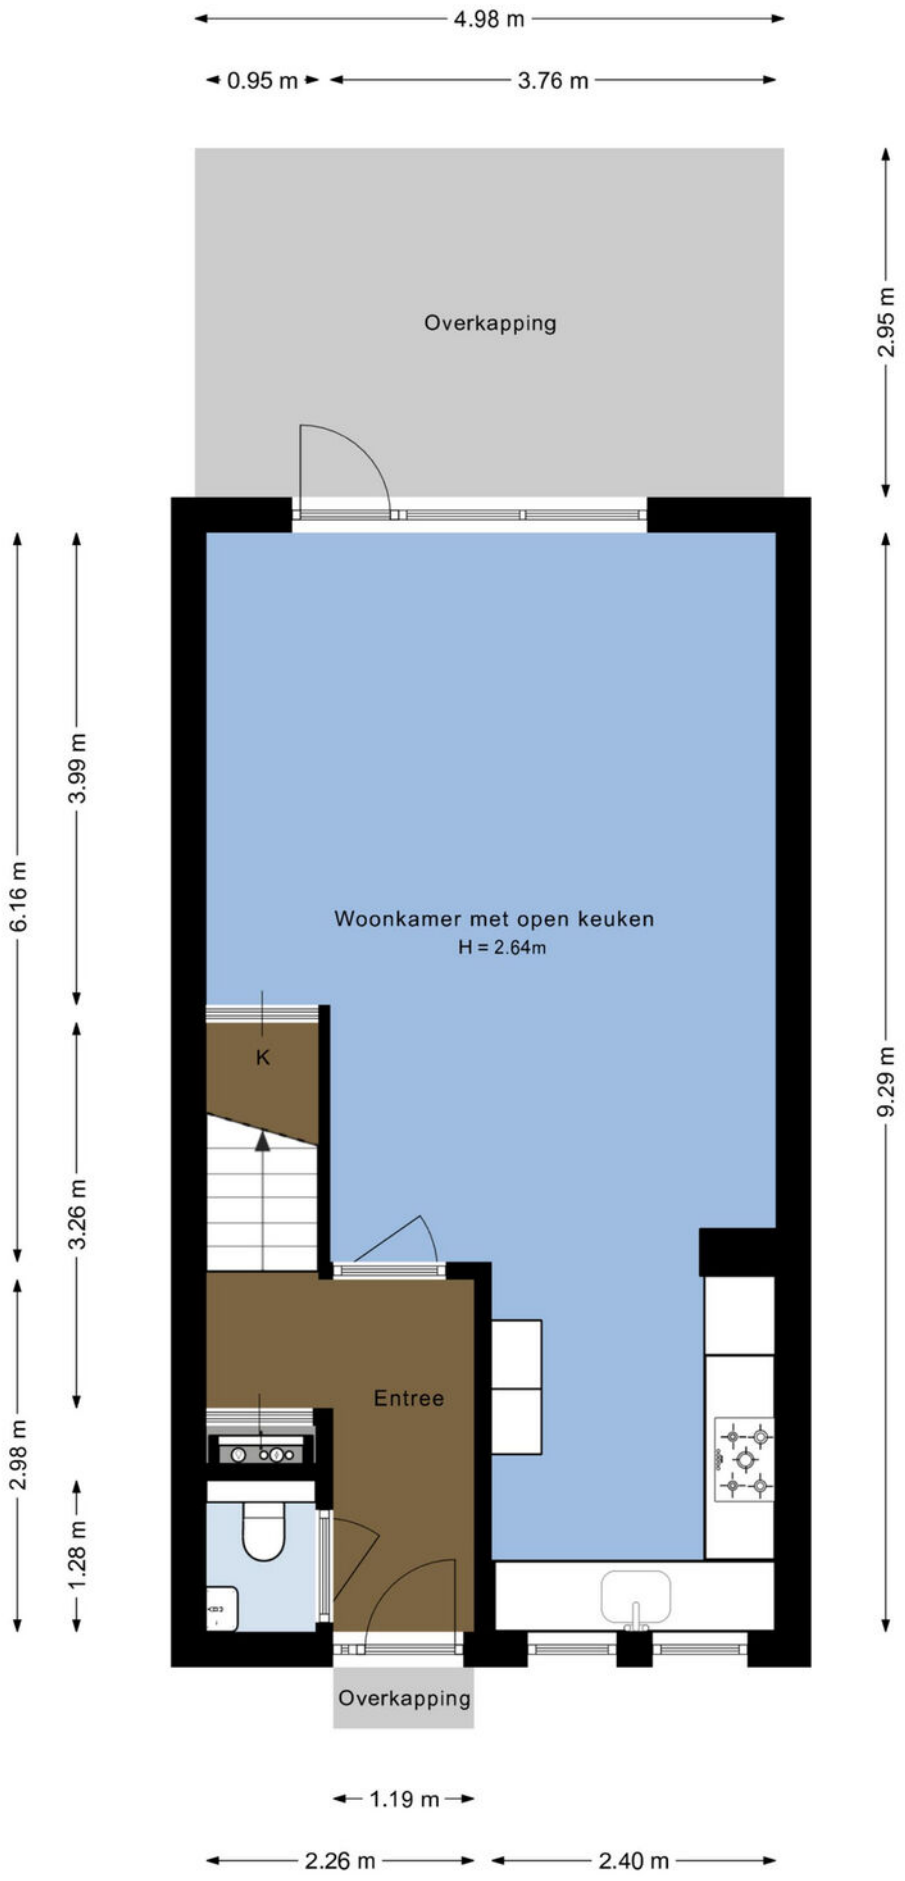 4.98 m
0.95 m
3.76 m
Overkapping
2.95 m
3.99 m
6.16 m
Woonkamer met open keuken
H = 2.64m
K
9.29 m
3.26 m
Entree
2.98 m
1.28 m
Overkapping
1.19 m
2.26 m
2.40 m